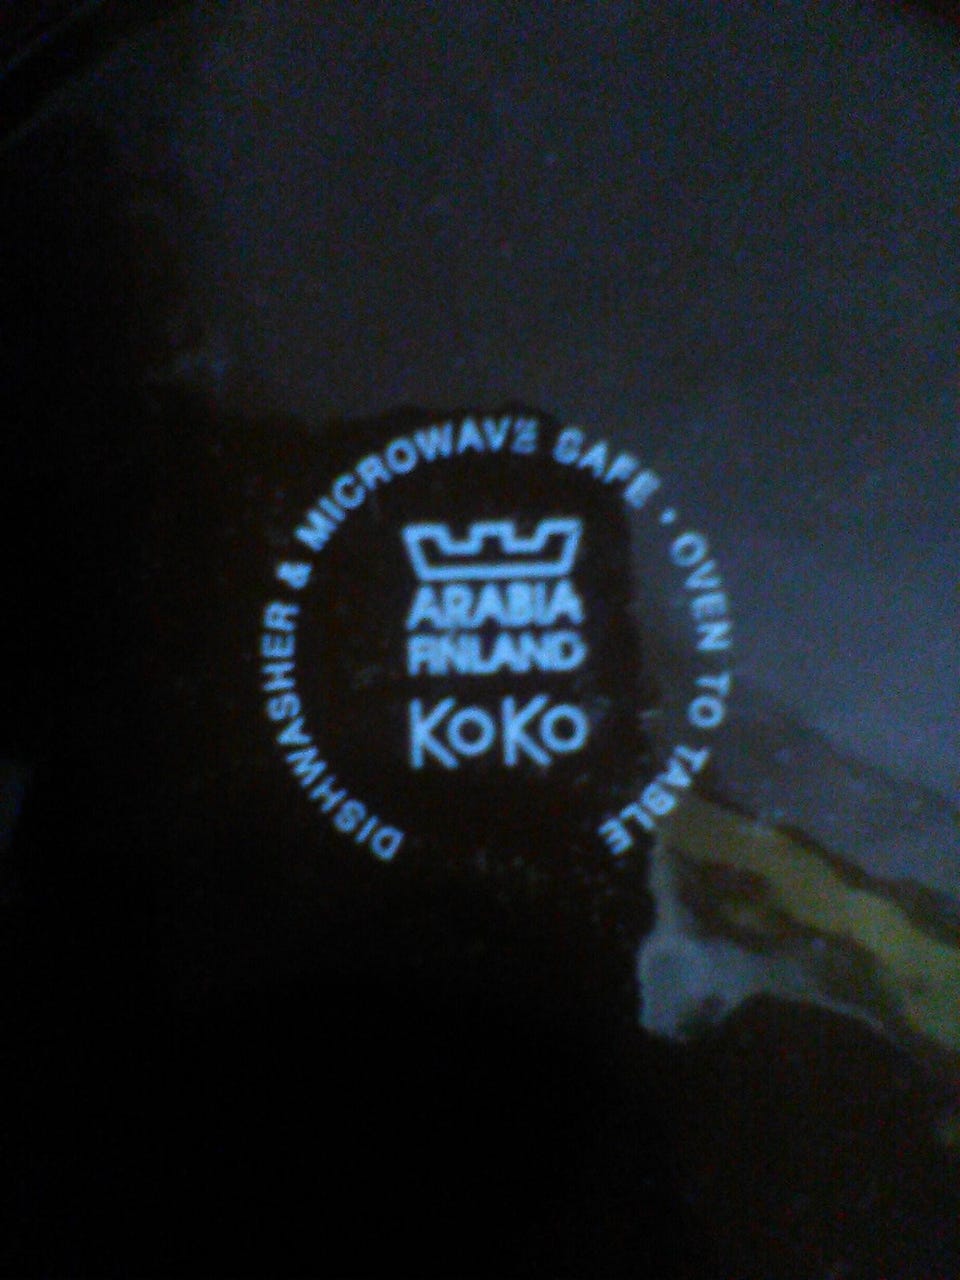 DISHWASHER & MICROWAVE SAFE · OVEN TO TABLE
ARABIA
FINLAND
KOKO